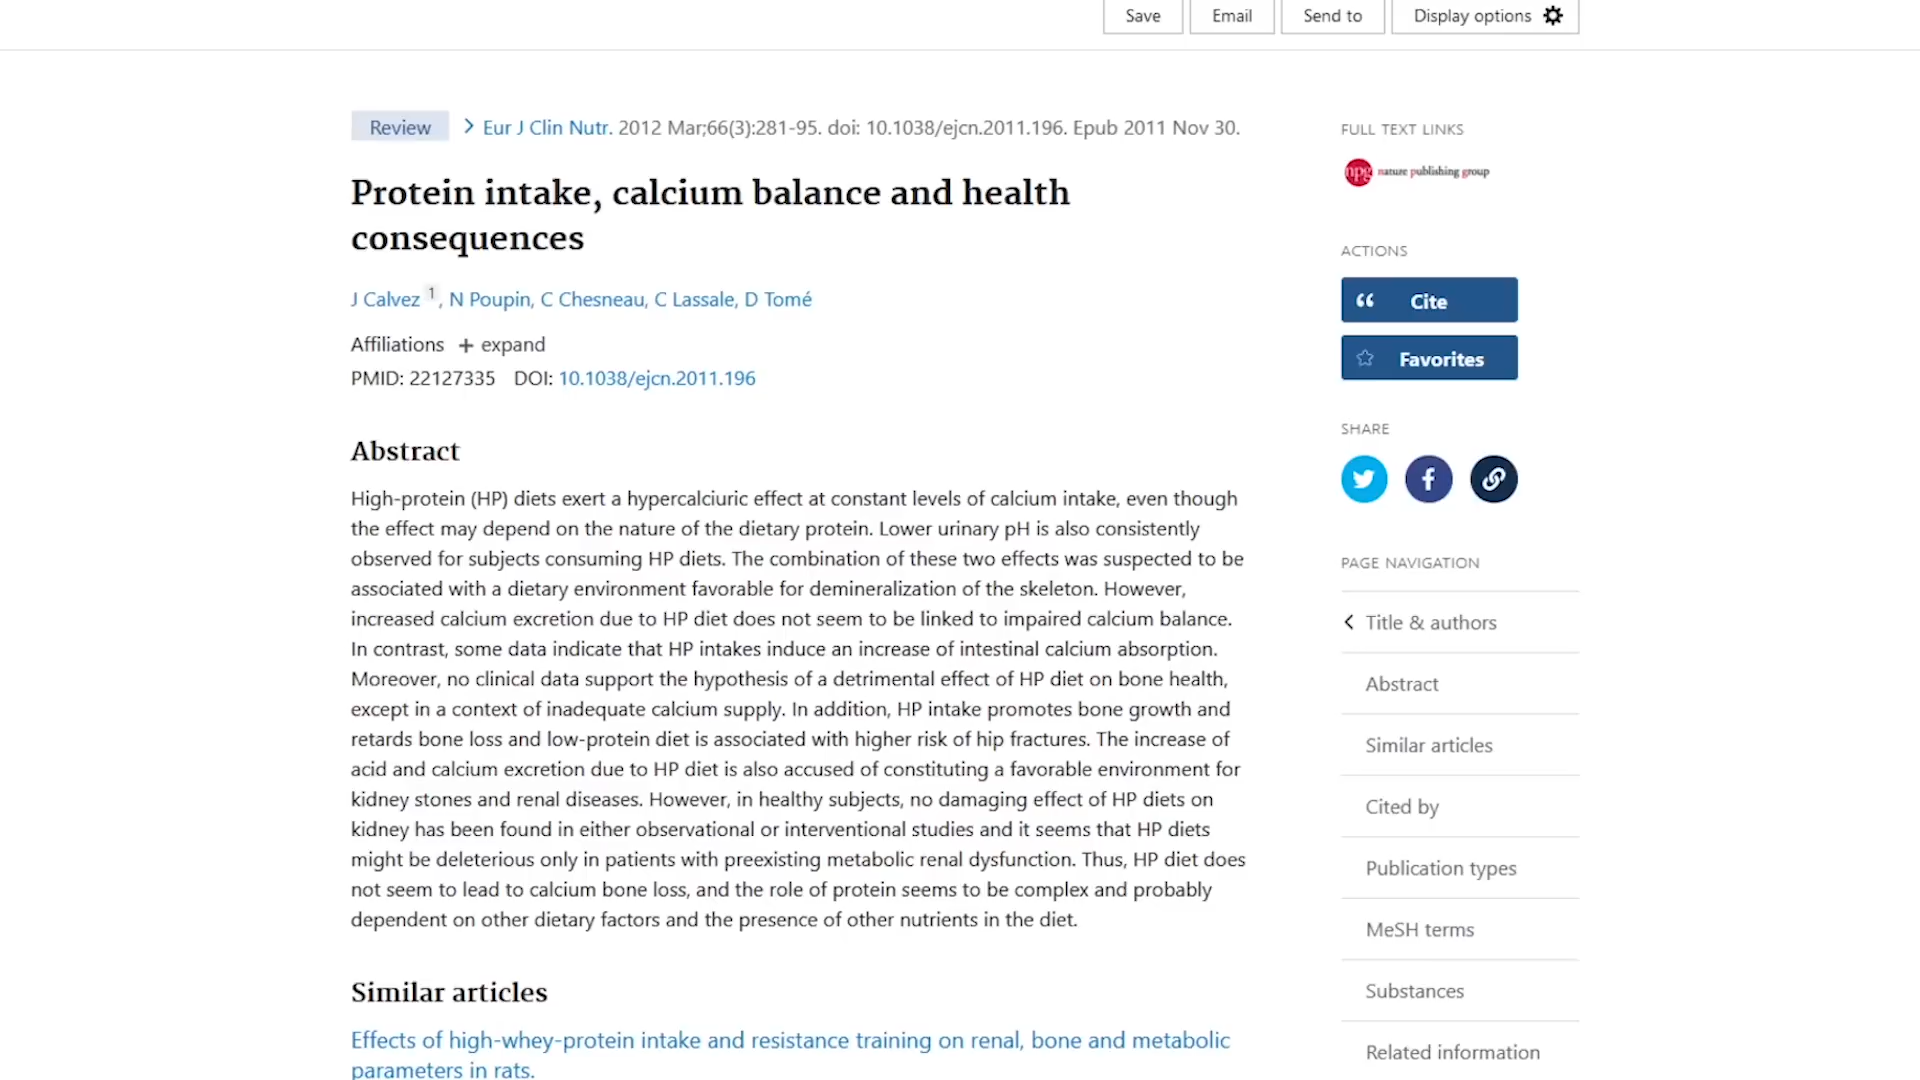 Save Email Send to Display options
Review Eur J Clin Nutr. 2012 Mar;66(3):281-95. doi: 10.1038/ejcn.2011.196. Epub 2011 Nov 30.
Protein intake, calcium balance and health
consequences
J Calvez 1, N Poupin, C Chesneau, C Lassale, D Tomé
Affiliations + expand
PMID: 22127335 DOI: 10.1038/ejcn.2011.196
Abstract
High-protein (HP) diets exert a hypercalciuric effect at constant levels of calcium intake, even though
the effect may depend on the nature of the dietary protein. Lower urinary pH is also consistently
observed for subjects consuming HP diets. The combination of these two effects was suspected to be
associated with a dietary environment favorable for demineralization of the skeleton. However,
increased calcium excretion due to HP diet does not seem to be linked to impaired calcium balance.
In contrast, some data indicate that HP intakes induce an increase of intestinal calcium absorption.
Moreover, no clinical data support the hypothesis of a detrimental effect of HP diet on bone health,
except in a context of inadequate calcium supply. In addition, HP intake promotes bone growth and
retards bone loss and low-protein diet is associated with higher risk of hip fractures. The increase of
acid and calcium excretion due to HP diet is also accused of constituting a favorable environment for
kidney stones and renal diseases. However, in healthy subjects, no damaging effect of HP diets on
kidney has been found in either observational or interventional studies and it seems that HP diets
might be deleterious only in patients with preexisting metabolic renal dysfunction. Thus, HP diet does
not seem to lead to calcium bone loss, and the role of protein seems to be complex and probably
dependent on other dietary factors and the presence of other nutrients in the diet.
Similar articles
Effects of high-whey-protein intake and resistance training on renal, bone and metabolic
parameters in rats.
FULL TEXT LINKS
npg nature publishing group
ACTIONS
Cite
Favorites
SHARE
PAGE NAVIGATION
Title & authors
Abstract
Similar articles
Cited by
Publication types
MeSH terms
Substances
Related information